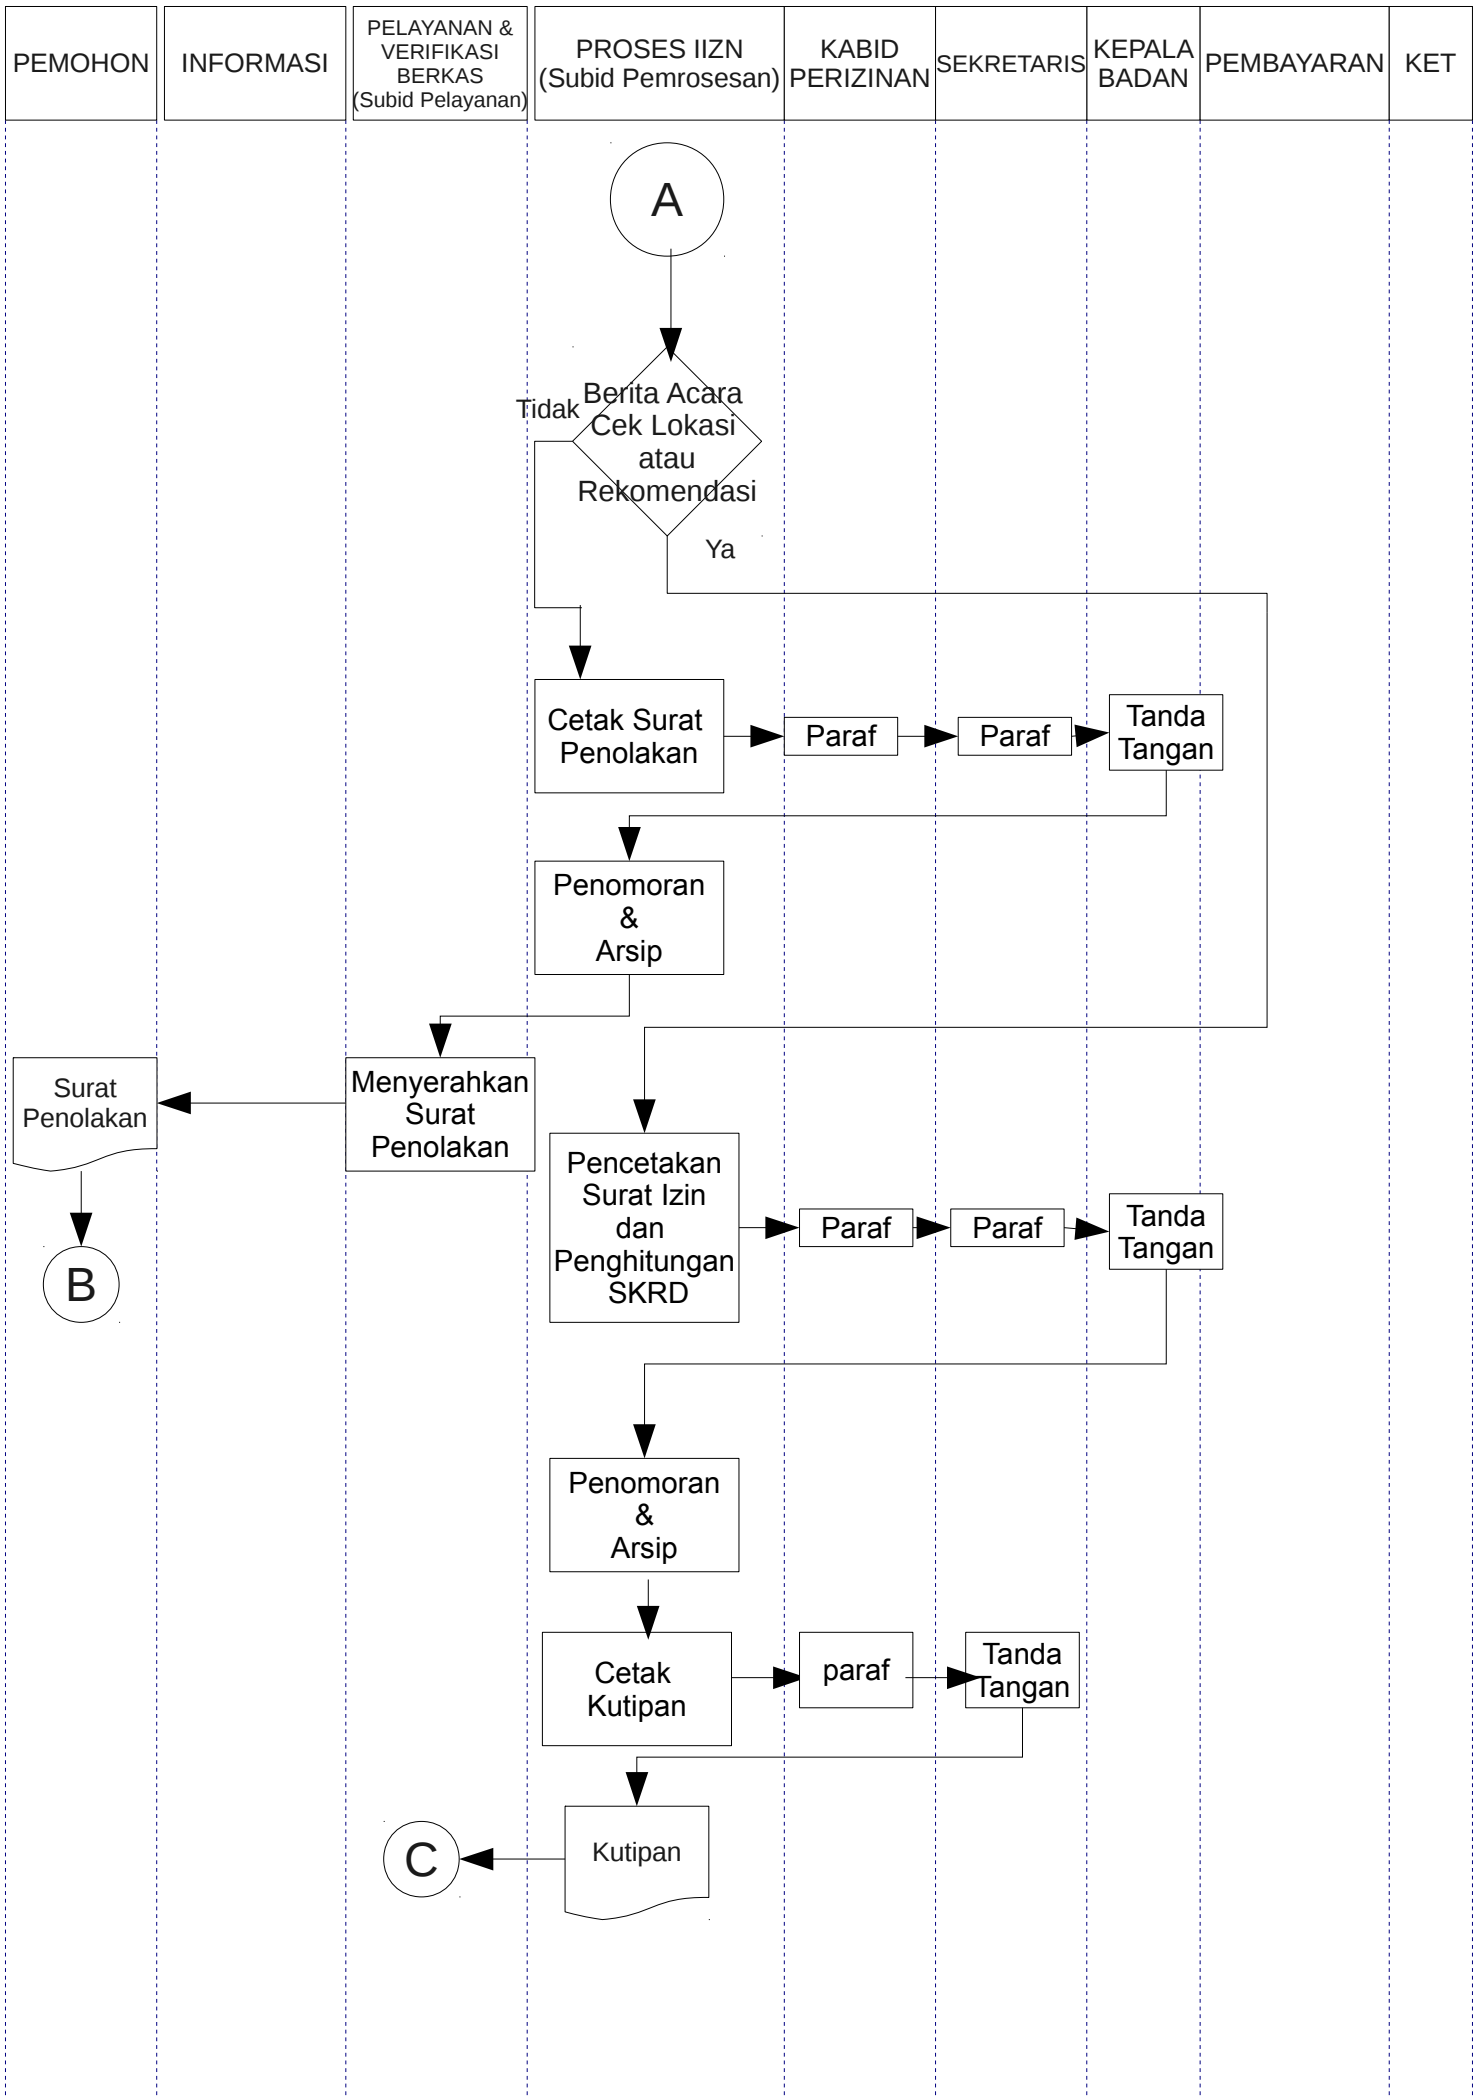 PEMOHON
INFORMASI
PELAYANAN &
VERIFIKASI
BERKAS
(Subid Pelayanan)
PROSES IIZN
(Subid Pemrosesan)
KABID
PERIZINAN
SEKRETARIS
KEPALA
BADAN
PEMBAYARAN
KET
A
Tidak
Berita Acara
Cek Lokasi
atau
Rekomendasi
Ya
Cetak Surat
Penolakan
Paraf
Paraf
Tanda
Tangan
Penomoran
&
Arsip
Surat
Penolakan
Menyerahkan
Surat
Penolakan
B
Pencetakan
Surat Izin
dan
Penghitungan
SKRD
Paraf
Paraf
Tanda
Tangan
Penomoran
&
Arsip
Cetak
Kutipan
paraf
Tanda
Tangan
C
Kutipan